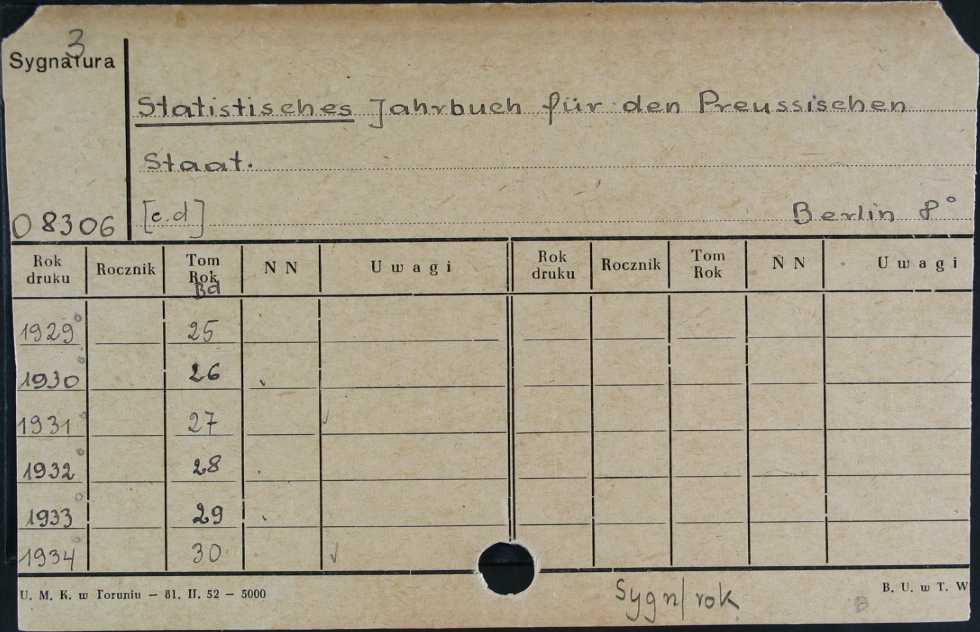 3
Sygnatura
Statistisches Jahrbuch für den Preussischen
Staat.
08306 [c.d] Berlin 8°
Rok druku Rocznik Tom Rok N N Uwagi Rok druku Rocznik Tom Rok N N Uwagi
Bd
1929° 25
1930° 26
1931° 27 √
1932° 28
1933° 29
1934° 30 √
U. M. K. w Toruniu — 81. II. 52 — 5000
Sygn/rok
B. U. w T. W